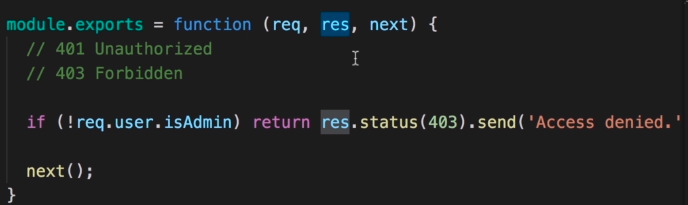 module.exports = function (req, res, next) {
// 401 Unauthorized
// 403 Forbidden
if (!req.user.isAdmin) return res.status(403).send('Access denied.'
next();
}